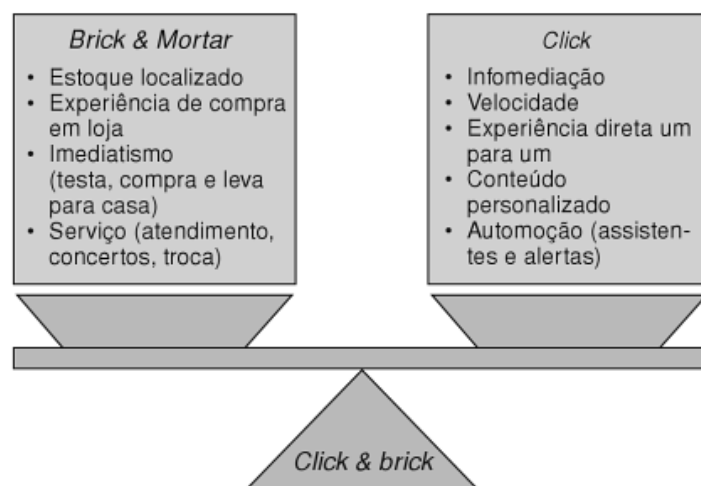 Brick & Mortar
• Estoque localizado
• Experiência de compra
em loja
• Imediatismo
(testa, compra e leva
para casa)
• Serviço (atendimento,
concertos, troca)
Click
• Infomediação
• Velocidade
• Experiência direta um
para um
• Conteúdo
personalizado
• Automoção (assisten-
tes e alertas)
Click & brick